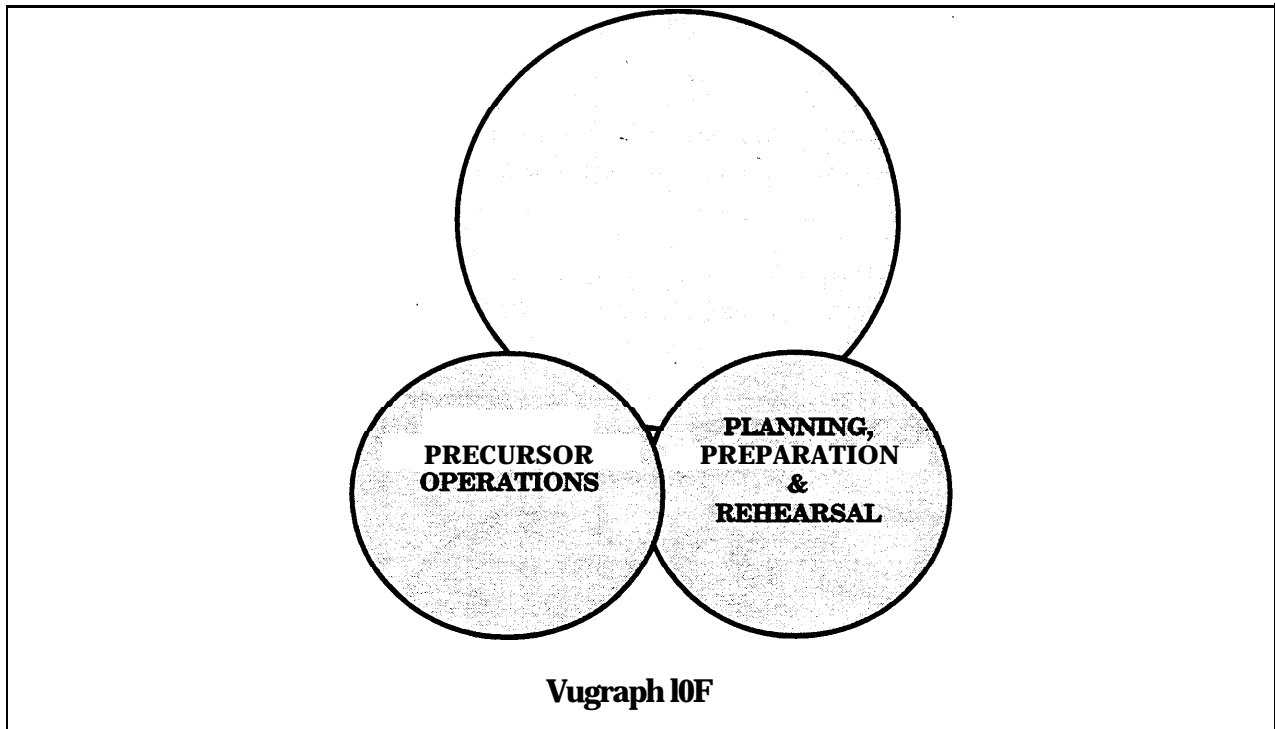 PRECURSOR
OPERATIONS
PLANNING,
PREPARATION
&
REHEARSAL
Vugraph l0F